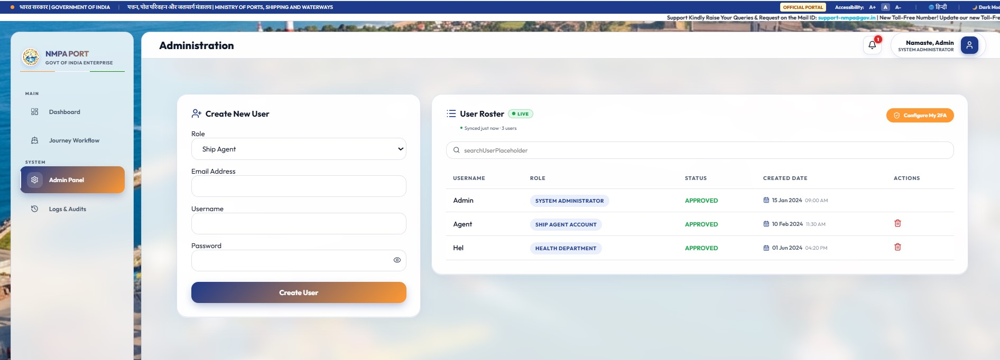 भारत सरकार | GOVERNMENT OF INDIA | पत्तन, पोत परिवहन और जलमार्ग मंत्रालय | MINISTRY OF PORTS, SHIPPING AND WATERWAYS
OFFICIAL PORTAL Accessibility: A+ A A- | हिन्दी | Dark
Support Kindly Raise Your Queries & Request on the Mail ID: support-nmpa@gov.in | New Toll-Free Number! Update our new
NMPA PORT
GOVT OF INDIA ENTERPRISE
MAIN
Dashboard
Journey Workflow
SYSTEM
Admin Panel
Logs & Audits
Administration
1
Namaste, Admin
SYSTEM ADMINISTRATOR
Create New User
Role
Ship Agent
Email Address
Username
Password
Create User
User Roster LIVE
Synced just now · 3 users
Configure My 2FA
searchUserPlaceholder
USERNAME ROLE STATUS CREATED DATE ACTIONS
Admin SYSTEM ADMINISTRATOR APPROVED 15 Jan 2024 09:00 AM
Agent SHIP AGENT ACCOUNT APPROVED 10 Feb 2024 11:30 AM
Hel HEALTH DEPARTMENT APPROVED 01 Jun 2024 04:20 PM